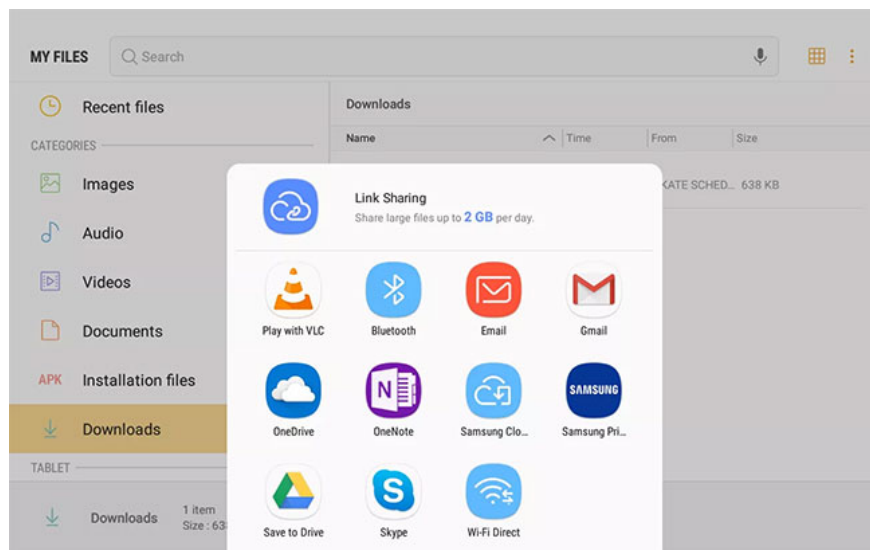 MY FILES
Search
Recent files
CATEGORIES
Images
Audio
Videos
Documents
APK Installation files
Downloads
TABLET
Downloads
1 item
Size : 63
Downloads
Name
Time
From
Size
KATE SCHED... 638 KB
Link Sharing
Share large files up to 2 GB per day.
Play with VLC
Bluetooth
Email
Gmail
OneDrive
N
OneNote
Samsung Clo...
SAMSUNG
Samsung Pri...
Save to Drive
S
Skype
Wi-Fi Direct